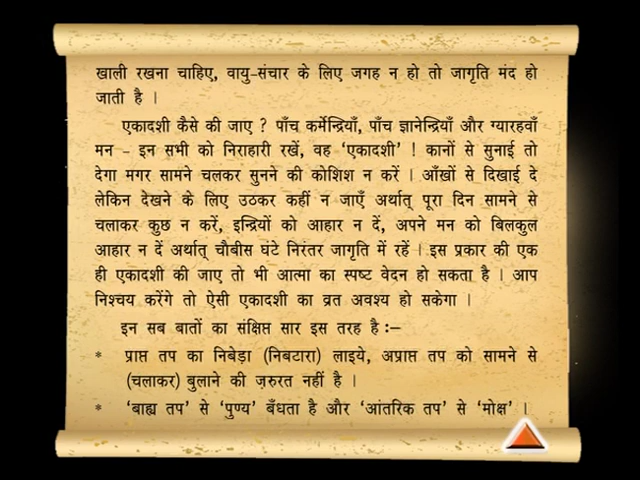 खाली रखना चाहिए, वायु-संचार के लिए जगह न हो तो जागृति मंद हो
जाती है ।
एकादशी कैसे की जाए ? पाँच कर्मेन्द्रियाँ, पाँच ज्ञानेन्द्रियाँ और ग्यारहवाँ
मन - इन सभी को निराहारी रखें, वह ‘एकादशी’ ! कानों से सुनाई तो
देगा मगर सामने चलकर सुनने की कोशिश न करें । आँखों से दिखाई दे
लेकिन देखने के लिए उठकर कहीं न जाएँ अर्थात् पूरा दिन सामने से
चलाकर कुछ न करें, इन्द्रियों को आहार न दें, अपने मन को बिलकुल
आहार न दें अर्थात् चौबीस घंटे निरंतर जागृति में रहें । इस प्रकार की एक
ही एकादशी की जाए तो भी आत्मा का स्पष्ट वेदन हो सकता है । आप
निश्चय करेंगे तो ऐसी एकादशी का व्रत अवश्य हो सकेगा ।
इन सब बातों का संक्षिप्त सार इस तरह है :–
* प्राप्त तप का निबेड़ा (निबटारा) लाइये, अप्राप्त तप को सामने से
(चलाकर) बुलाने की ज़रुरत नहीं है ।
* ‘बाह्य तप’ से ‘पुण्य’ बँधता है और ‘आंतरिक तप’ से ‘मोक्ष’ ।